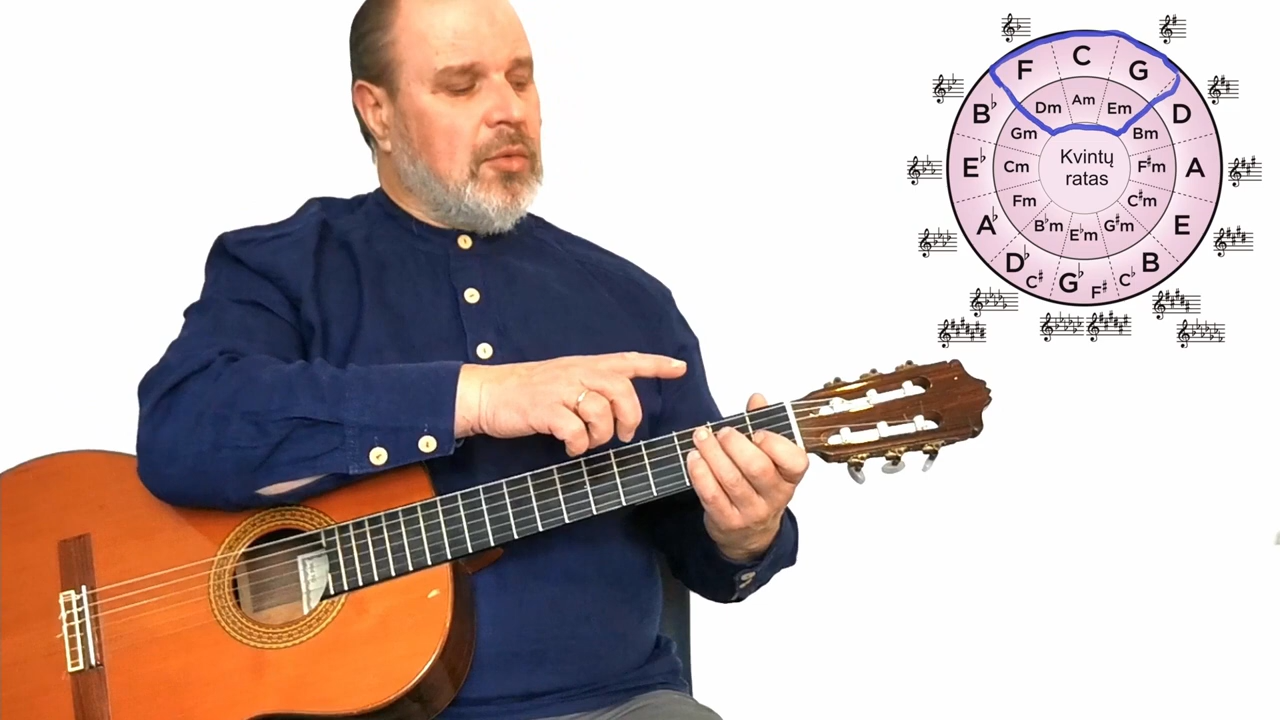 F C G
B♭ Dm Am Em D
Gm Bm
E♭ Cm Kvintų F♯m A
ratas
A♭ Fm C♯m E
B♭m E♭m G♯m
D♭ C♯ G♭ F♯ C♭ B